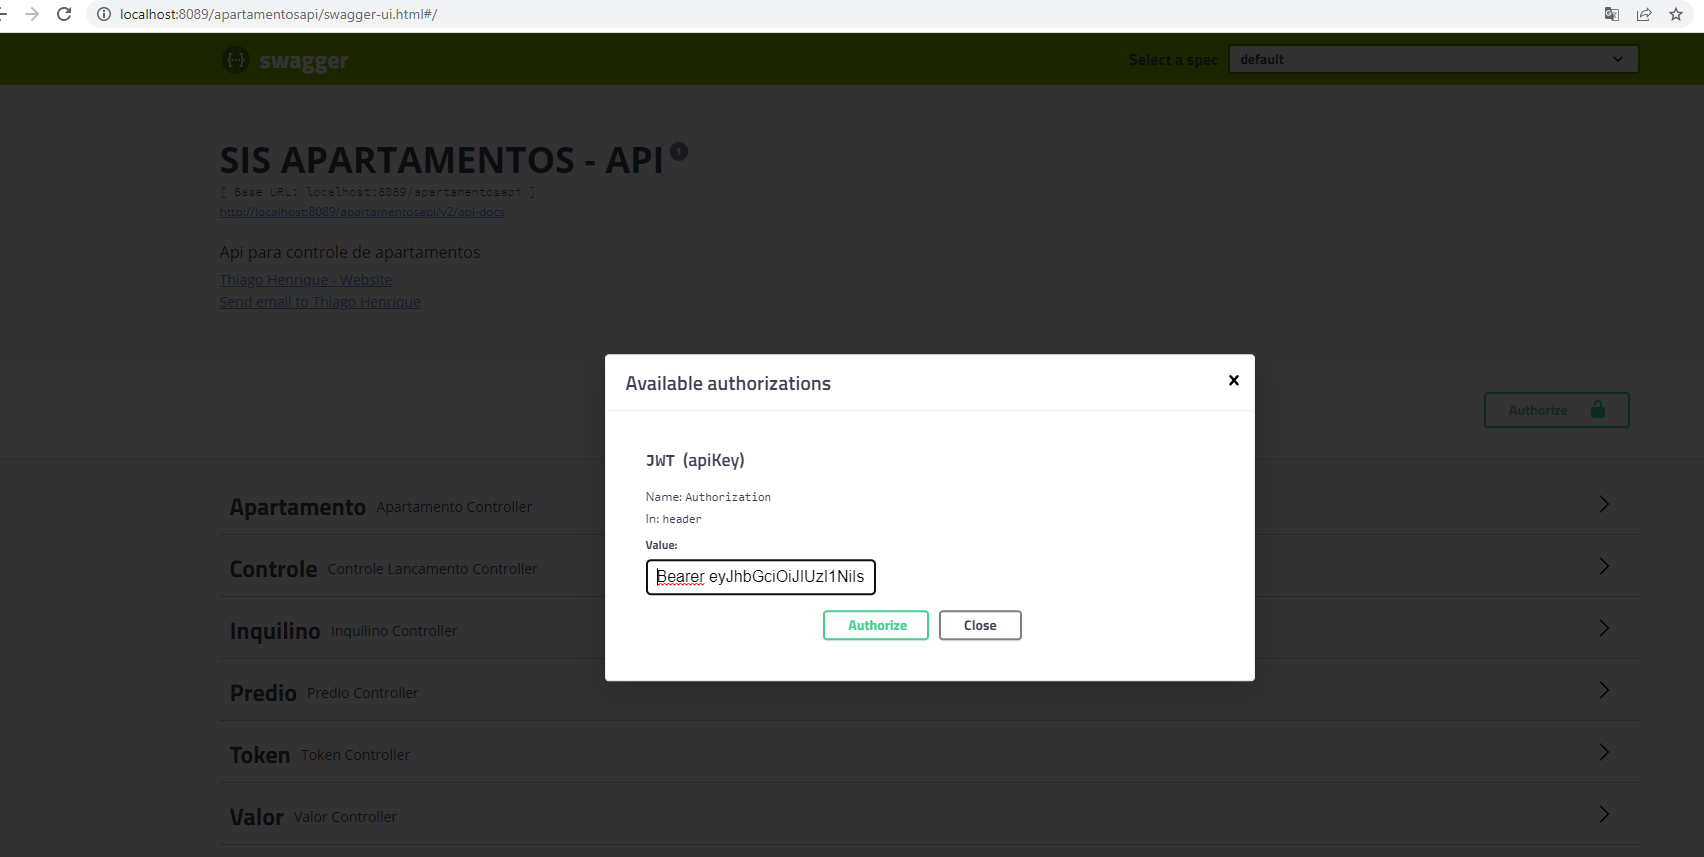 localhost:8089/apartamentosapi/swagger-ui.html#/
{··} swagger
Select a spec
default
SIS APARTAMENTOS - API 1
[ Base URL: localhost:8089/apartamentosapi ]
http://localhost:8089/apartamentosapi/v2/api-docs
Api para controle de apartamentos
Thiago Henrique - Website
Send email to Thiago Henrique
Authorize
Available authorizations
JWT (apiKey)
Name: Authorization
In: header
Value:
Bearer eyJhbGciOiJIUzI1NiIs
Authorize
Close
Apartamento Apartamento Controller
Controle Controle Lancamento Controller
Inquilino Inquilino Controller
Predio Predio Controller
Token Token Controller
Valor Valor Controller